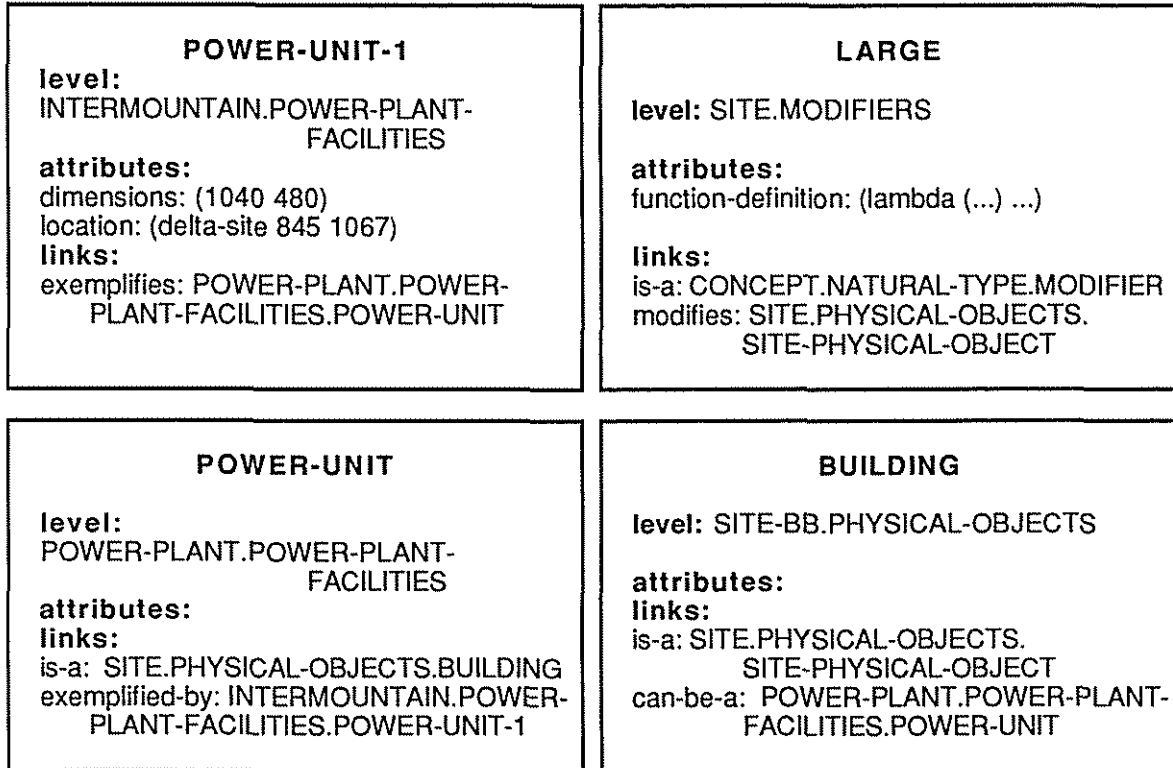 POWER-UNIT-1
level:
INTERMOUNTAIN.POWER-PLANT-
FACILITIES
attributes:
dimensions: (1040 480)
location: (delta-site 845 1067)
links:
exemplifies: POWER-PLANT.POWER-
PLANT-FACILITIES.POWER-UNIT
LARGE
level: SITE.MODIFIERS
attributes:
function-definition: (lambda (...) ...)
links:
is-a: CONCEPT.NATURAL-TYPE.MODIFIER
modifies: SITE.PHYSICAL-OBJECTS.
SITE-PHYSICAL-OBJECT
POWER-UNIT
level:
POWER-PLANT.POWER-PLANT-
FACILITIES
attributes:
links:
is-a: SITE.PHYSICAL-OBJECTS.BUILDING
exemplified-by: INTERMOUNTAIN.POWER-
PLANT-FACILITIES.POWER-UNIT-1
BUILDING
level: SITE-BB.PHYSICAL-OBJECTS
attributes:
links:
is-a: SITE.PHYSICAL-OBJECTS.
SITE-PHYSICAL-OBJECT
can-be-a: POWER-PLANT.POWER-PLANT-
FACILITIES.POWER-UNIT